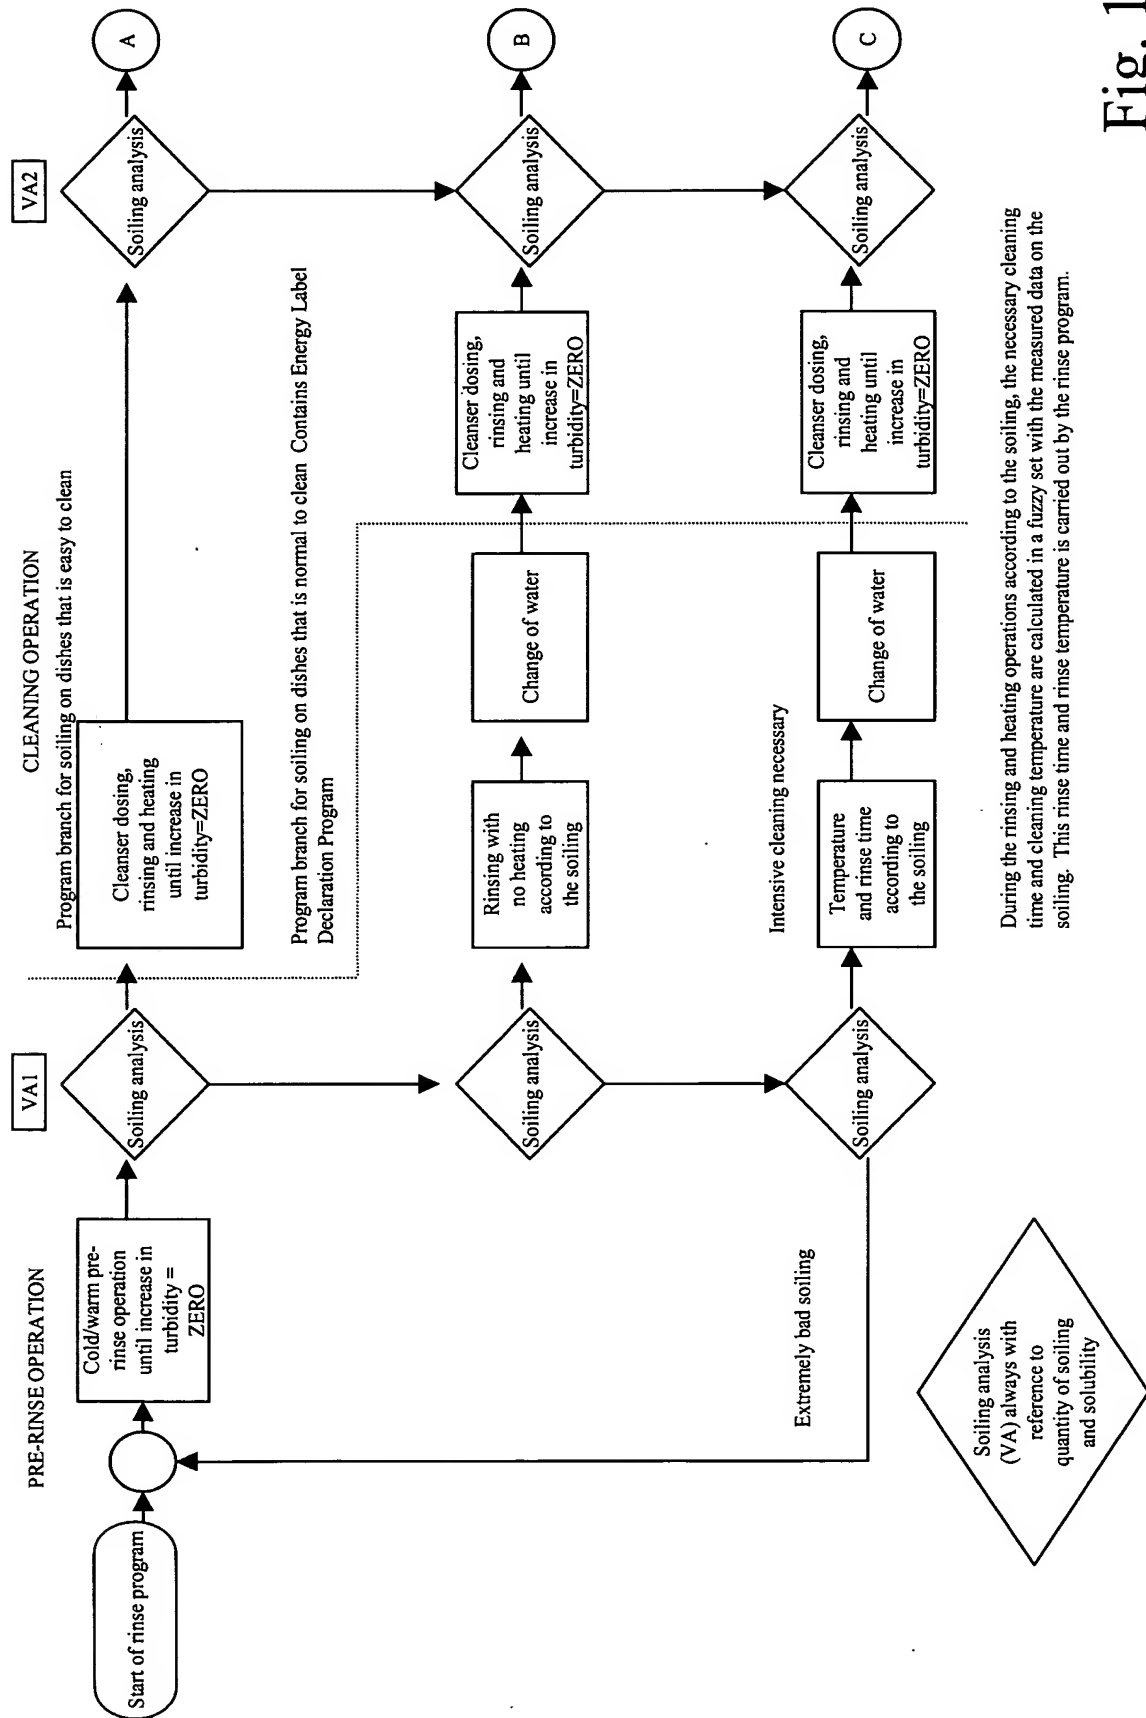 PRE-RINSE OPERATION
CLEANING OPERATION
VA1
VA2
Start of rinse program
Cold/warm pre-
rinse operation
until increase in
turbidity =
ZERO
Soiling analysis
Program branch for soiling on dishes that is easy to clean
Cleanser dosing,
rinsing and heating
until increase in
turbidity=ZERO
Soiling analysis
A
Program branch for soiling on dishes that is normal to clean Contains Energy Label
Declaration Program
Soiling analysis
Rinsing with
no heating
according to
the soiling
Change of water
Cleanser dosing,
rinsing and
heating until
increase in
turbidity=ZERO
Soiling analysis
B
Extremely bad soiling
Intensive cleaning necessary
Soiling analysis
Temperature
and rinse time
according to
the soiling
Change of water
Cleanser dosing,
rinsing and
heating until
increase in
turbidity=ZERO
Soiling analysis
C
Soiling analysis
(VA) always with
reference to
quantity of soiling
and solubility
During the rinsing and heating operations according to the soiling, the necessary cleaning
time and cleaning temperature are calculated in a fuzzy set with the measured data on the
soiling. This rinse time and rinse temperature is carried out by the rinse program.
Fig. 1